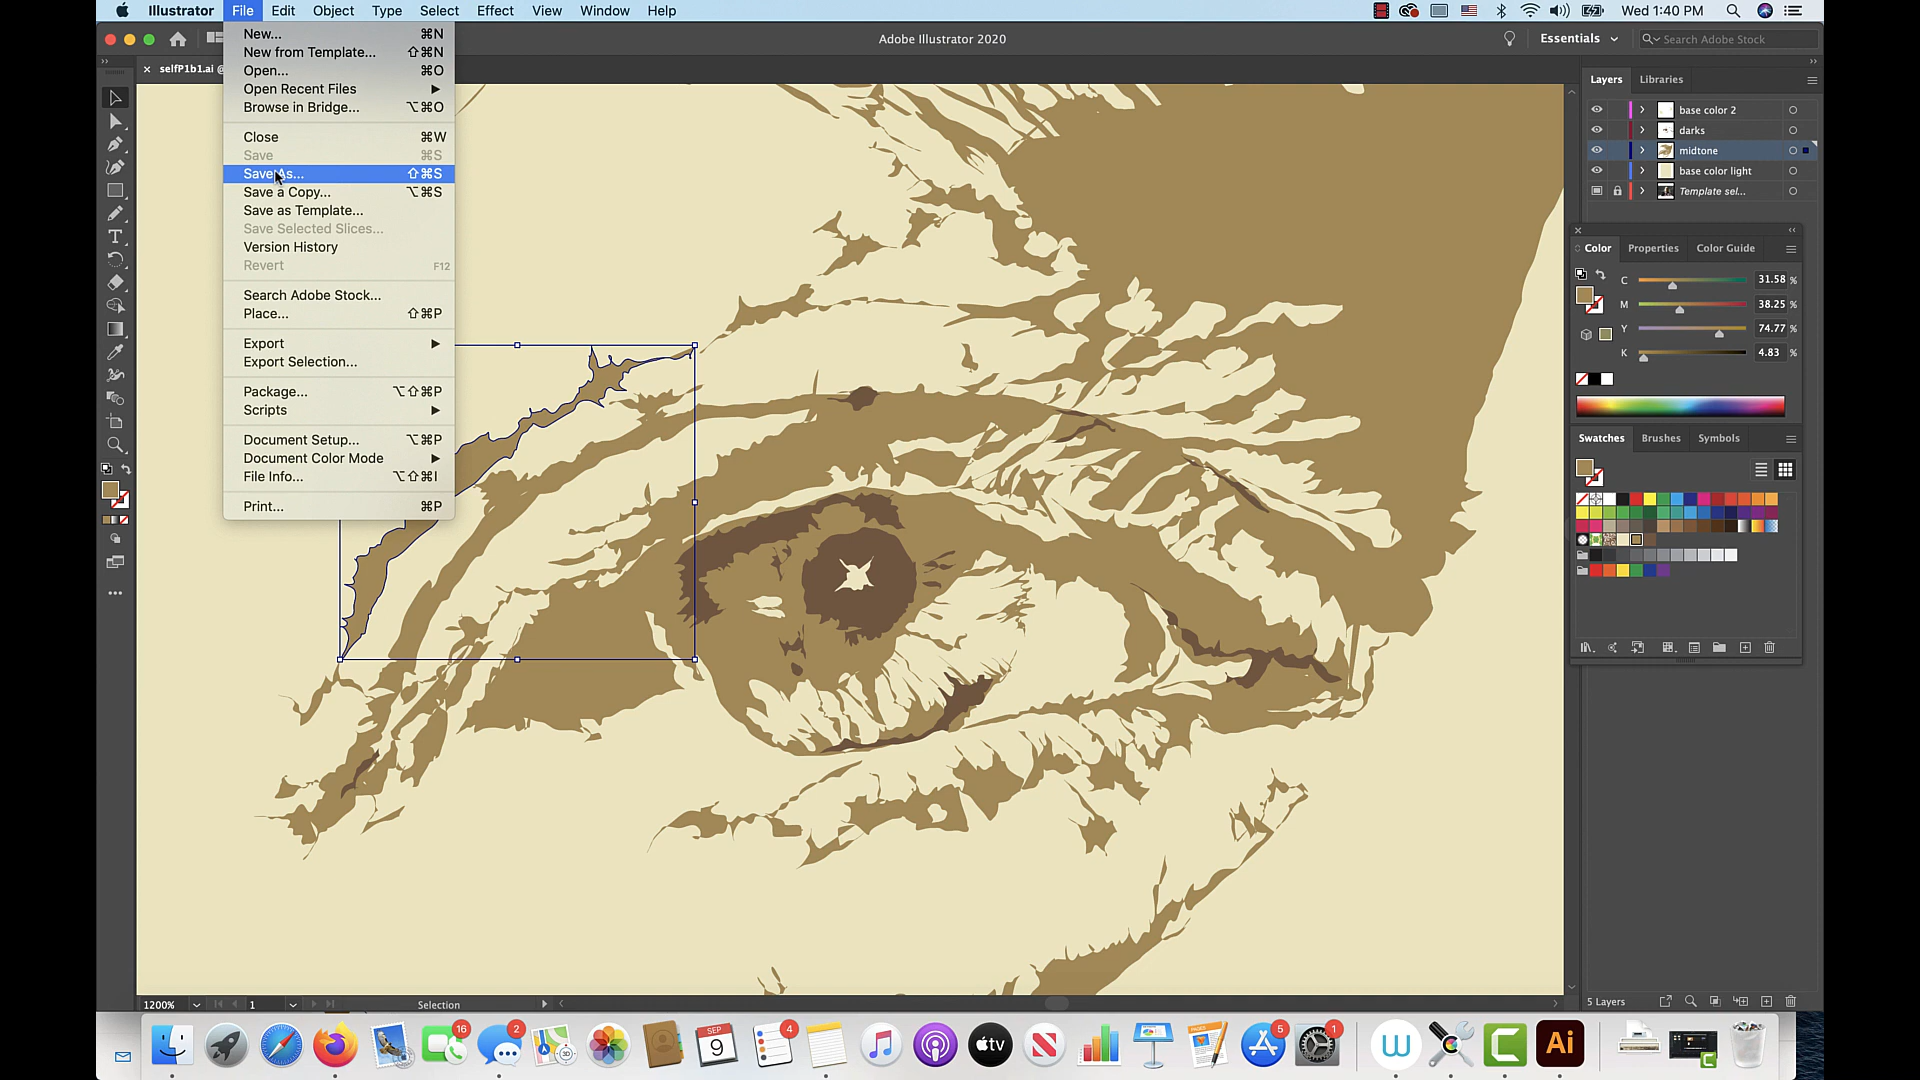 Illustrator File Edit Object Type Select Effect View Window Help Wed 1:40 PM
Adobe Illustrator 2020 Essentials Search Adobe Stock
selfP1b1.ai @
New... ⌘N
New from Template... ⇧⌘N
Open... ⌘O
Open Recent Files
Browse in Bridge... ⌥⌘O
Close ⌘W
Save ⌘S
Save As... ⇧⌘S
Save a Copy... ⌥⌘S
Save as Template...
Save Selected Slices...
Version History
Revert F12
Search Adobe Stock...
Place... ⇧⌘P
Export
Export Selection...
Package... ⌥⇧⌘P
Scripts
Document Setup... ⌥⌘P
Document Color Mode
File Info... ⌥⇧⌘I
Print... ⌘P
Layers Libraries
base color 2
darks
midtone
base color light
Template sel...
Color Properties Color Guide
C 31.58 %
M 38.25 %
Y 74.77 %
K 4.83 %
Swatches Brushes Symbols
1200% 1 Selection
5 Layers
16
2
3D
SEP
9
4
tv
5
1
W
C
Ai